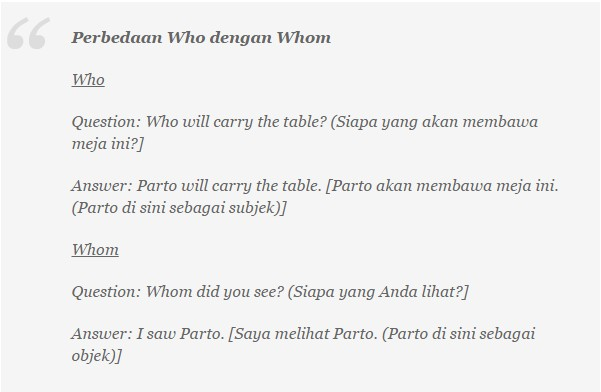 Perbedaan Who dengan Whom
Who
Question: Who will carry the table? (Siapa yang akan membawa
meja ini?]
Answer: Parto will carry the table. [Parto akan membawa meja ini.
(Parto di sini sebagai subjek)]
Whom
Question: Whom did you see? (Siapa yang Anda lihat?]
Answer: I saw Parto. [Saya melihat Parto. (Parto di sini sebagai
objek)]